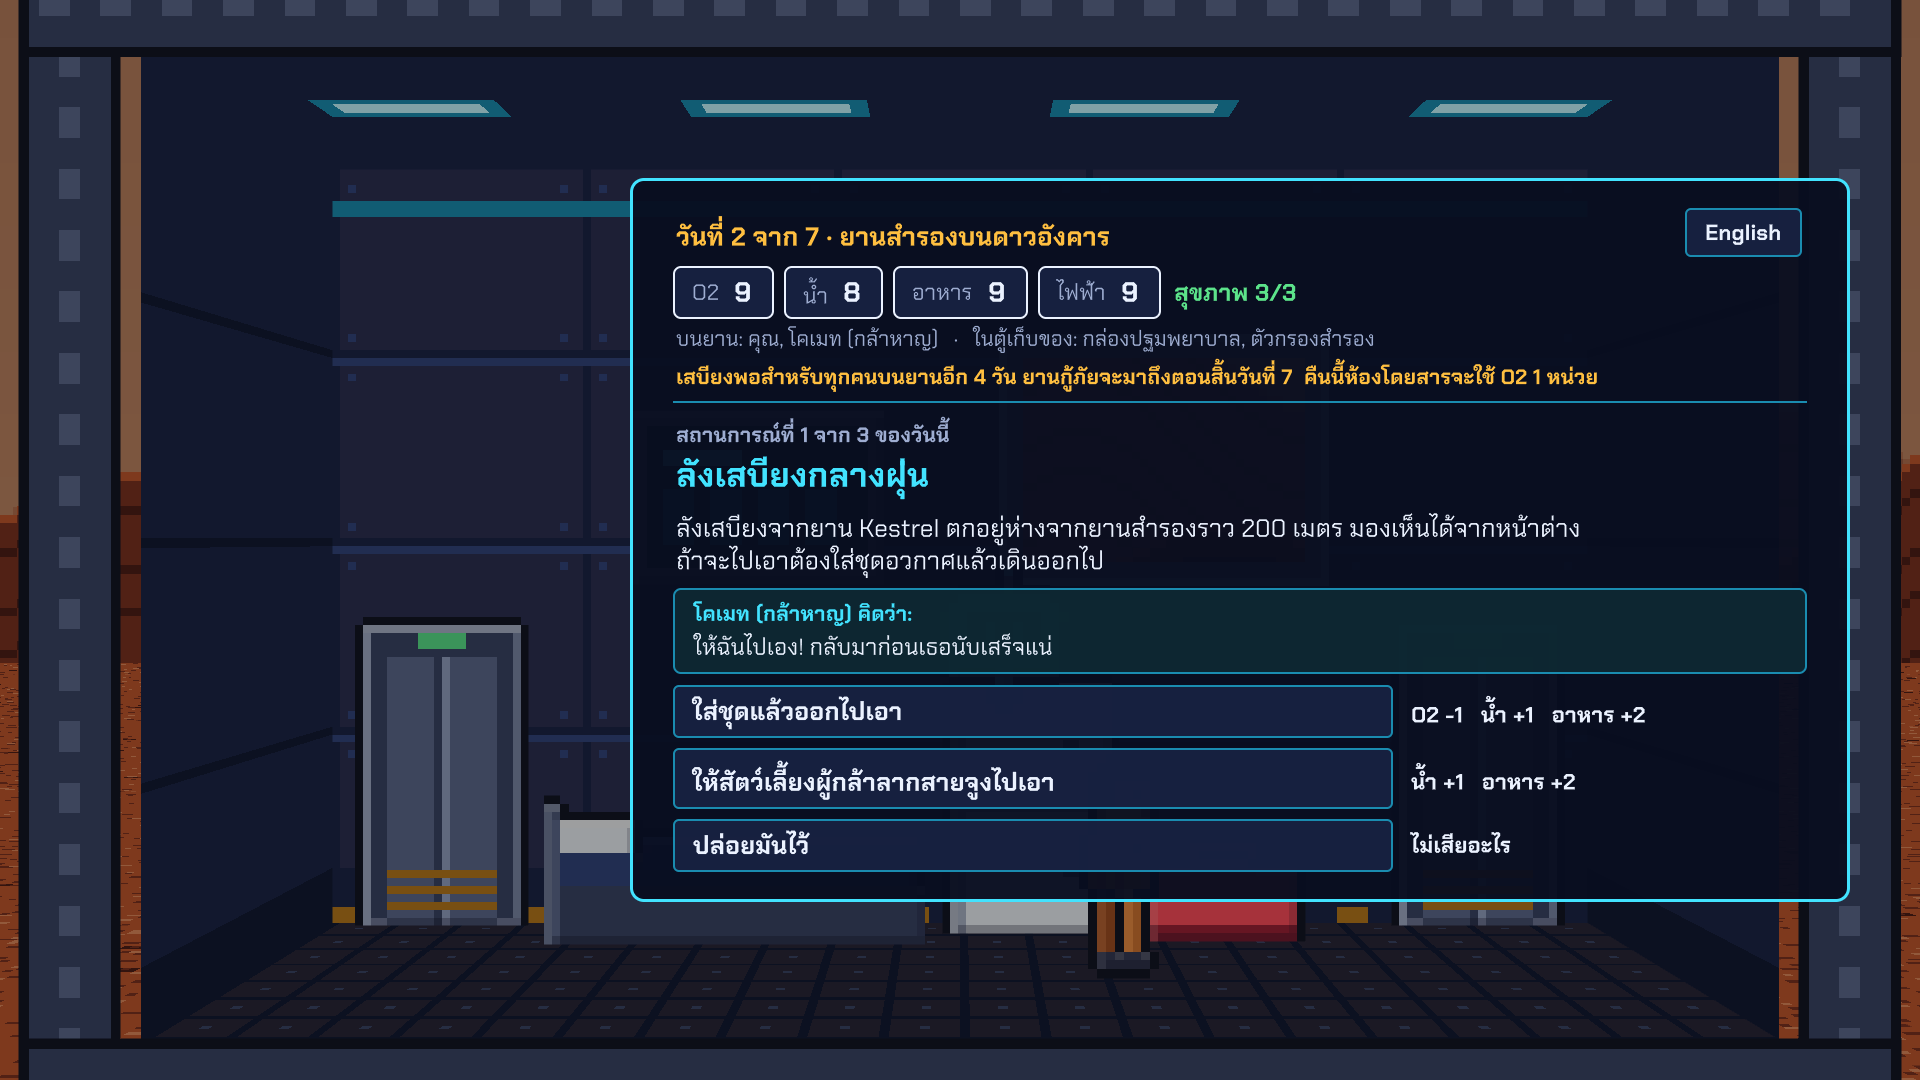 วันที่ 2 จาก 7 · ยานสำรองบนดาวอังคาร
English
O2 9 น้ำ 8 อาหาร 9 ไฟฟ้า 9 สุขภาพ 3/3
บนยาน: คุณ, โคเมท (กล้าหาญ) · ในตู้เก็บของ: กล่องปฐมพยาบาล, ตัวกรองสำรอง
เสบียงพอสำหรับทุกคนบนยานอีก 4 วัน ยานกู้ภัยจะมาถึงตอนสิ้นวันที่ 7 คืนนี้ห้องโดยสารจะใช้ O2 1 หน่วย
สถานการณ์ที่ 1 จาก 3 ของวันนี้
ลังเสบียงกลางฝุ่น
ลังเสบียงจากยาน Kestrel ตกอยู่ห่างจากยานสำรองราว 200 เมตร มองเห็นได้จากหน้าต่าง
ถ้าจะไปเอาต้องใส่ชุดอวกาศแล้วเดินออกไป
โคเมท (กล้าหาญ) คิดว่า:
ให้ฉันไปเอง! กลับมาก่อนเธอนับเสร็จแน่
ใส่ชุดแล้วออกไปเอา O2 -1 น้ำ +1 อาหาร +2
ให้สัตว์เลี้ยงผู้กล้าลากสายจูงไปเอา น้ำ +1 อาหาร +2
ปล่อยมันไว้ ไม่เสียอะไร